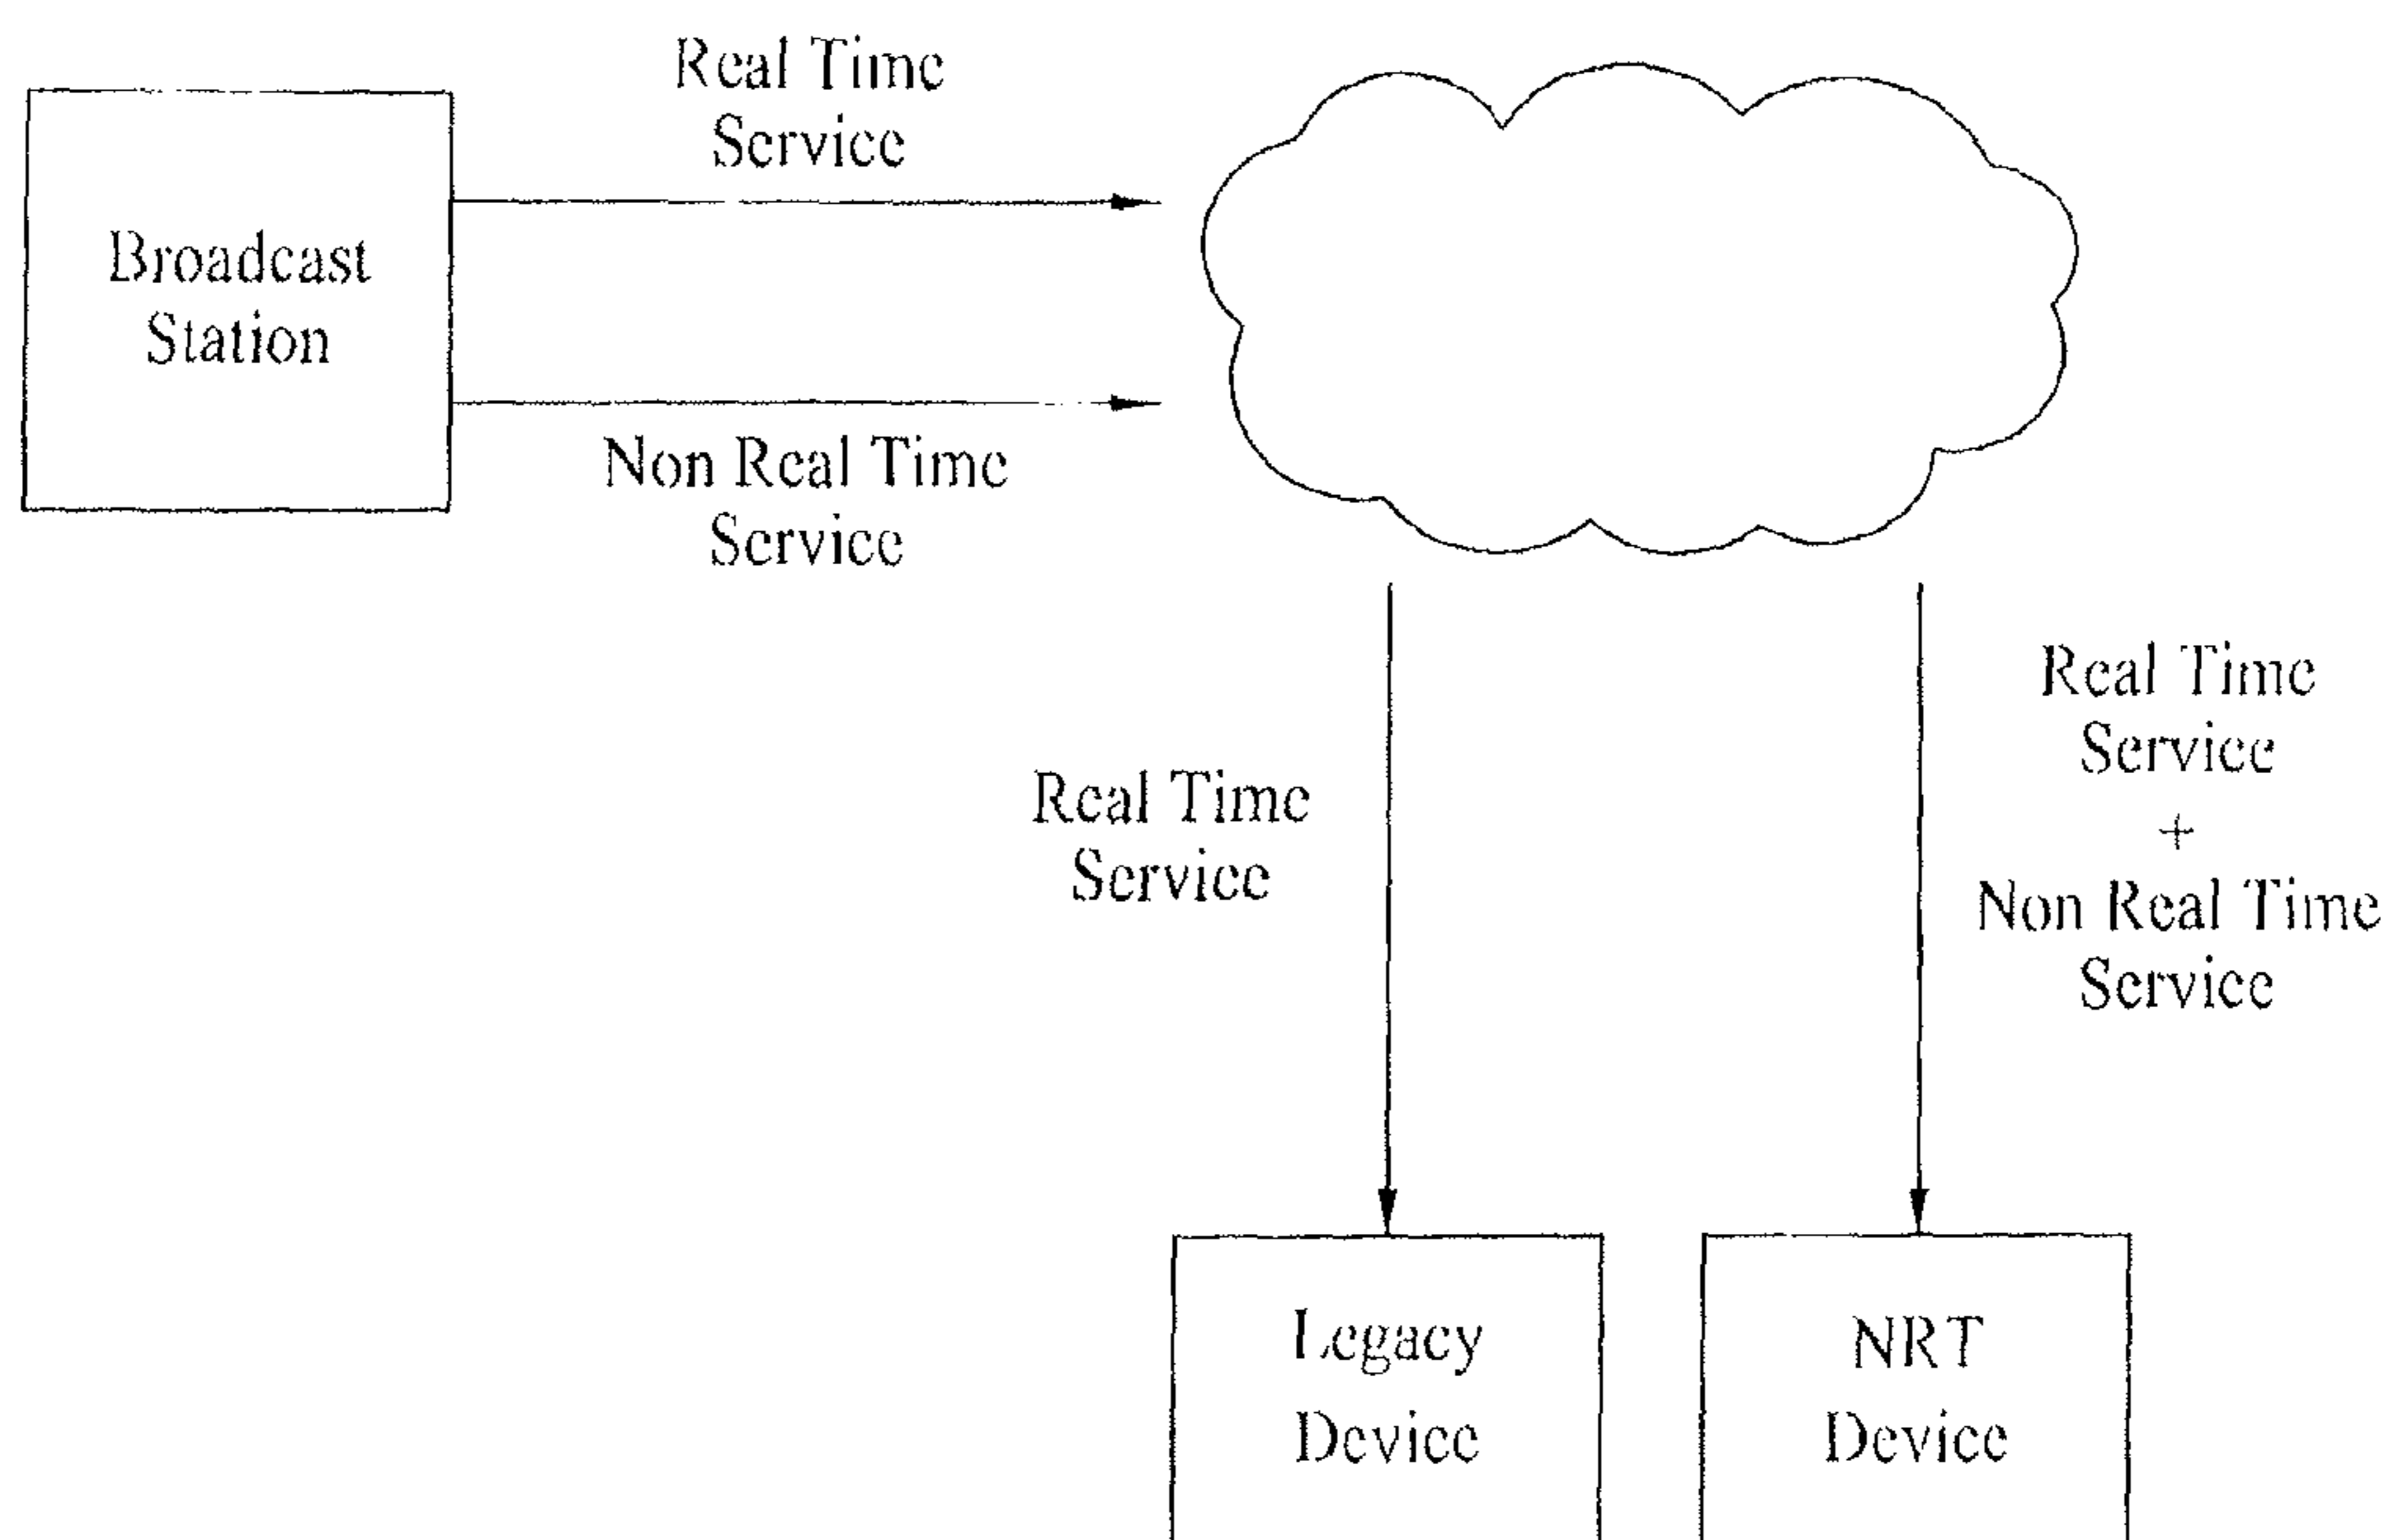 Real Time
Service
Broadcast
Station
Non Real Time
Service
Real Time
Service
Real Time
Service
+
Non Real Time
Service
Legacy
Device
NRT
Device